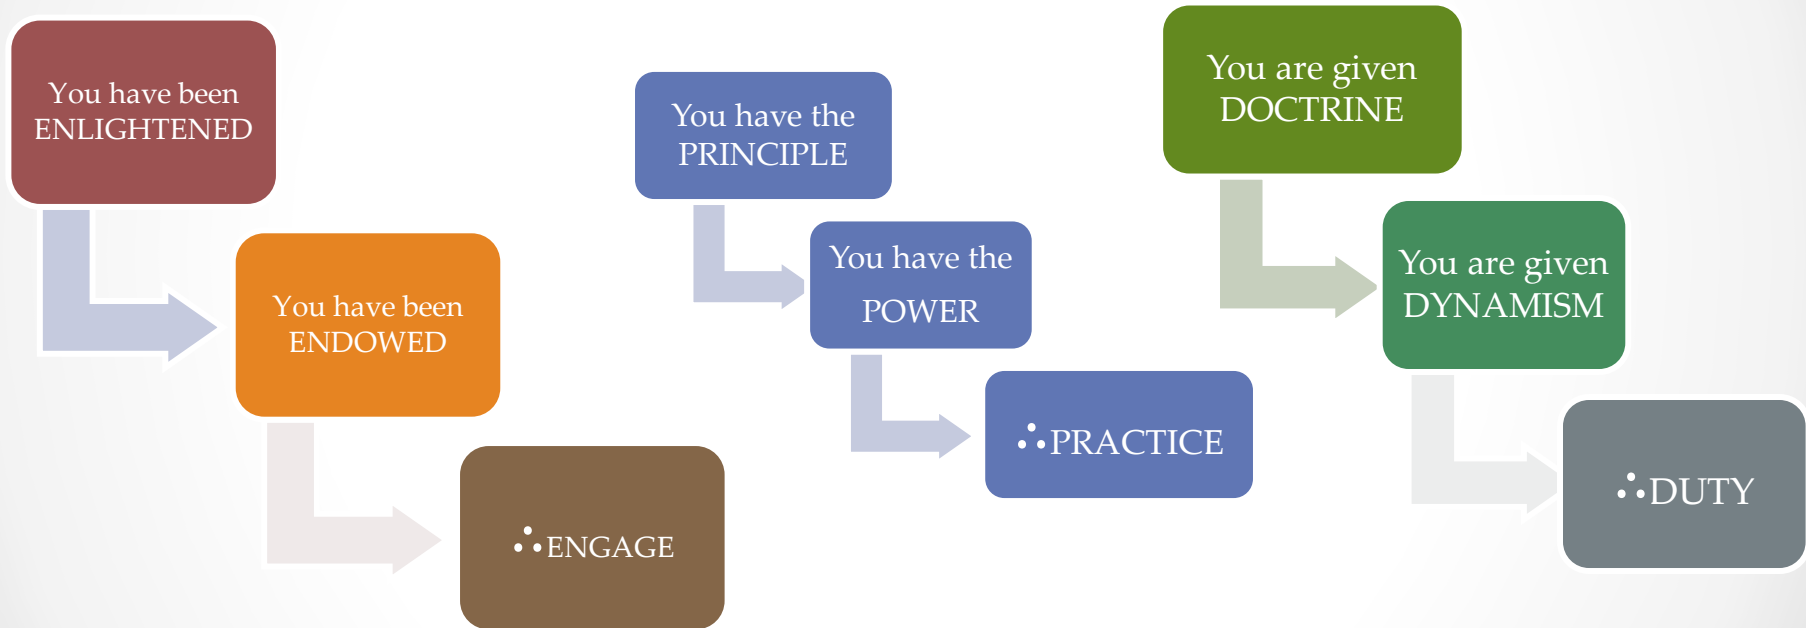 You have been
ENLIGHTENED
You have been
ENDOWED
∴ENGAGE
You have the
PRINCIPLE
You have the
POWER
∴PRACTICE
You are given
DOCTRINE
You are given
DYNAMISM
∴DUTY